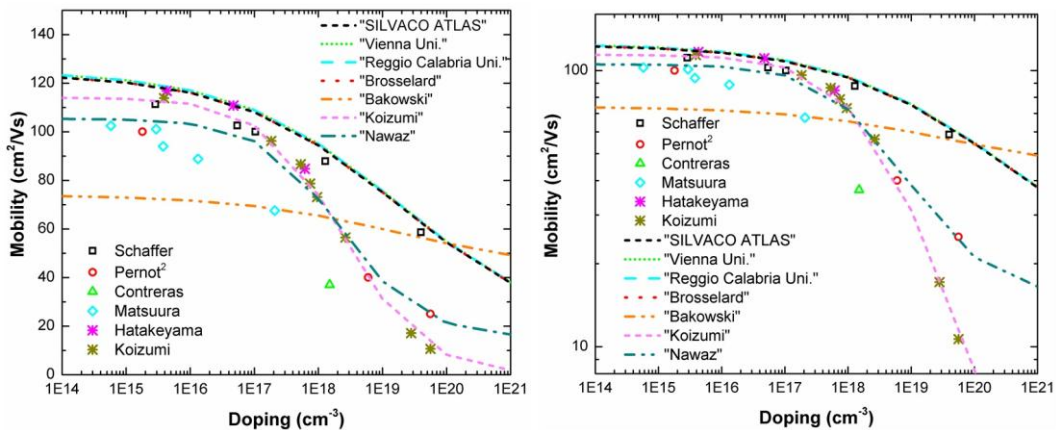 140
120
100
80
60
40
20
0
Mobility (cm²/Vs)
"SILVACO ATLAS"
"Vienna Uni."
"Reggio Calabria Uni."
"Brosselard"
"Bakowski"
"Koizumi"
"Nawaz"
Schaffer
Pernot²
Contreras
Matsuura
Hatakeyama
Koizumi
1E14 1E15 1E16 1E17 1E18 1E19 1E20 1E21
Doping (cm⁻³)
100
10
Mobility (cm²/Vs)
Schaffer
Pernot²
Contreras
Matsuura
Hatakeyama
Koizumi
"SILVACO ATLAS"
"Vienna Uni."
"Reggio Calabria Uni."
"Brosselard"
"Bakowski"
"Koizumi"
"Nawaz"
1E14 1E15 1E16 1E17 1E18 1E19 1E20 1E21
Doping (cm⁻³)